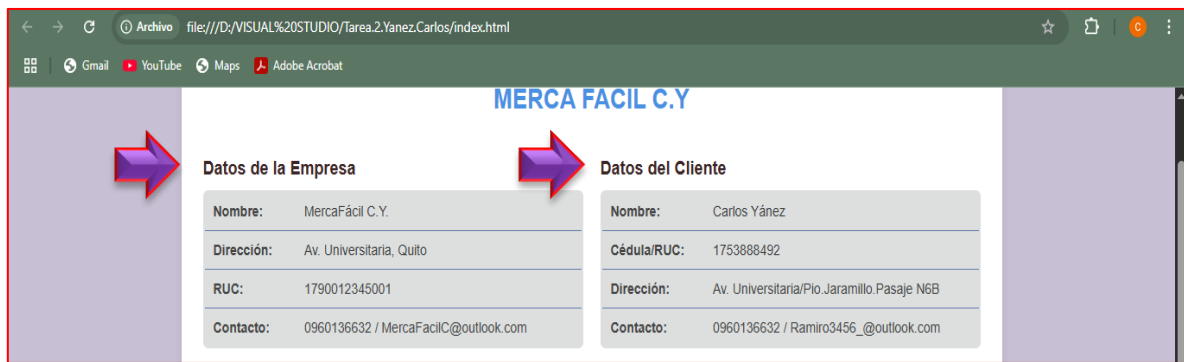 Archivo file:///D:/VISUAL%20STUDIO/Tarea.2.Yanez.Carlos/index.html C
Gmail YouTube Maps Adobe Acrobat
MERCA FACIL C.Y
Datos de la Empresa
Nombre: MercaFácil C.Y.
Dirección: Av. Universitaria, Quito
RUC: 1790012345001
Contacto: 0960136632 / MercaFacilC@outlook.com
Datos del Cliente
Nombre: Carlos Yánez
Cédula/RUC: 1753888492
Dirección: Av. Universitaria/Pio.Jaramillo.Pasaje N6B
Contacto: 0960136632 / Ramiro3456_@outlook.com